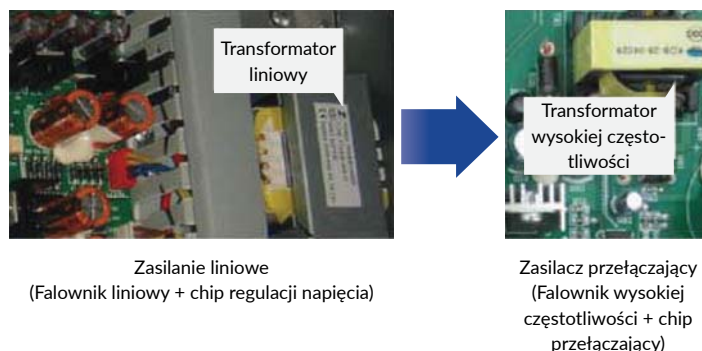 Transformator
liniowy
Transformator
wysokiej często-
tliwości
Zasilanie liniowe
(Falownik liniowy + chip regulacji napięcia)
Zasilacz przełączający
(Falownik wysokiej
częstotliwości + chip
przełączający)